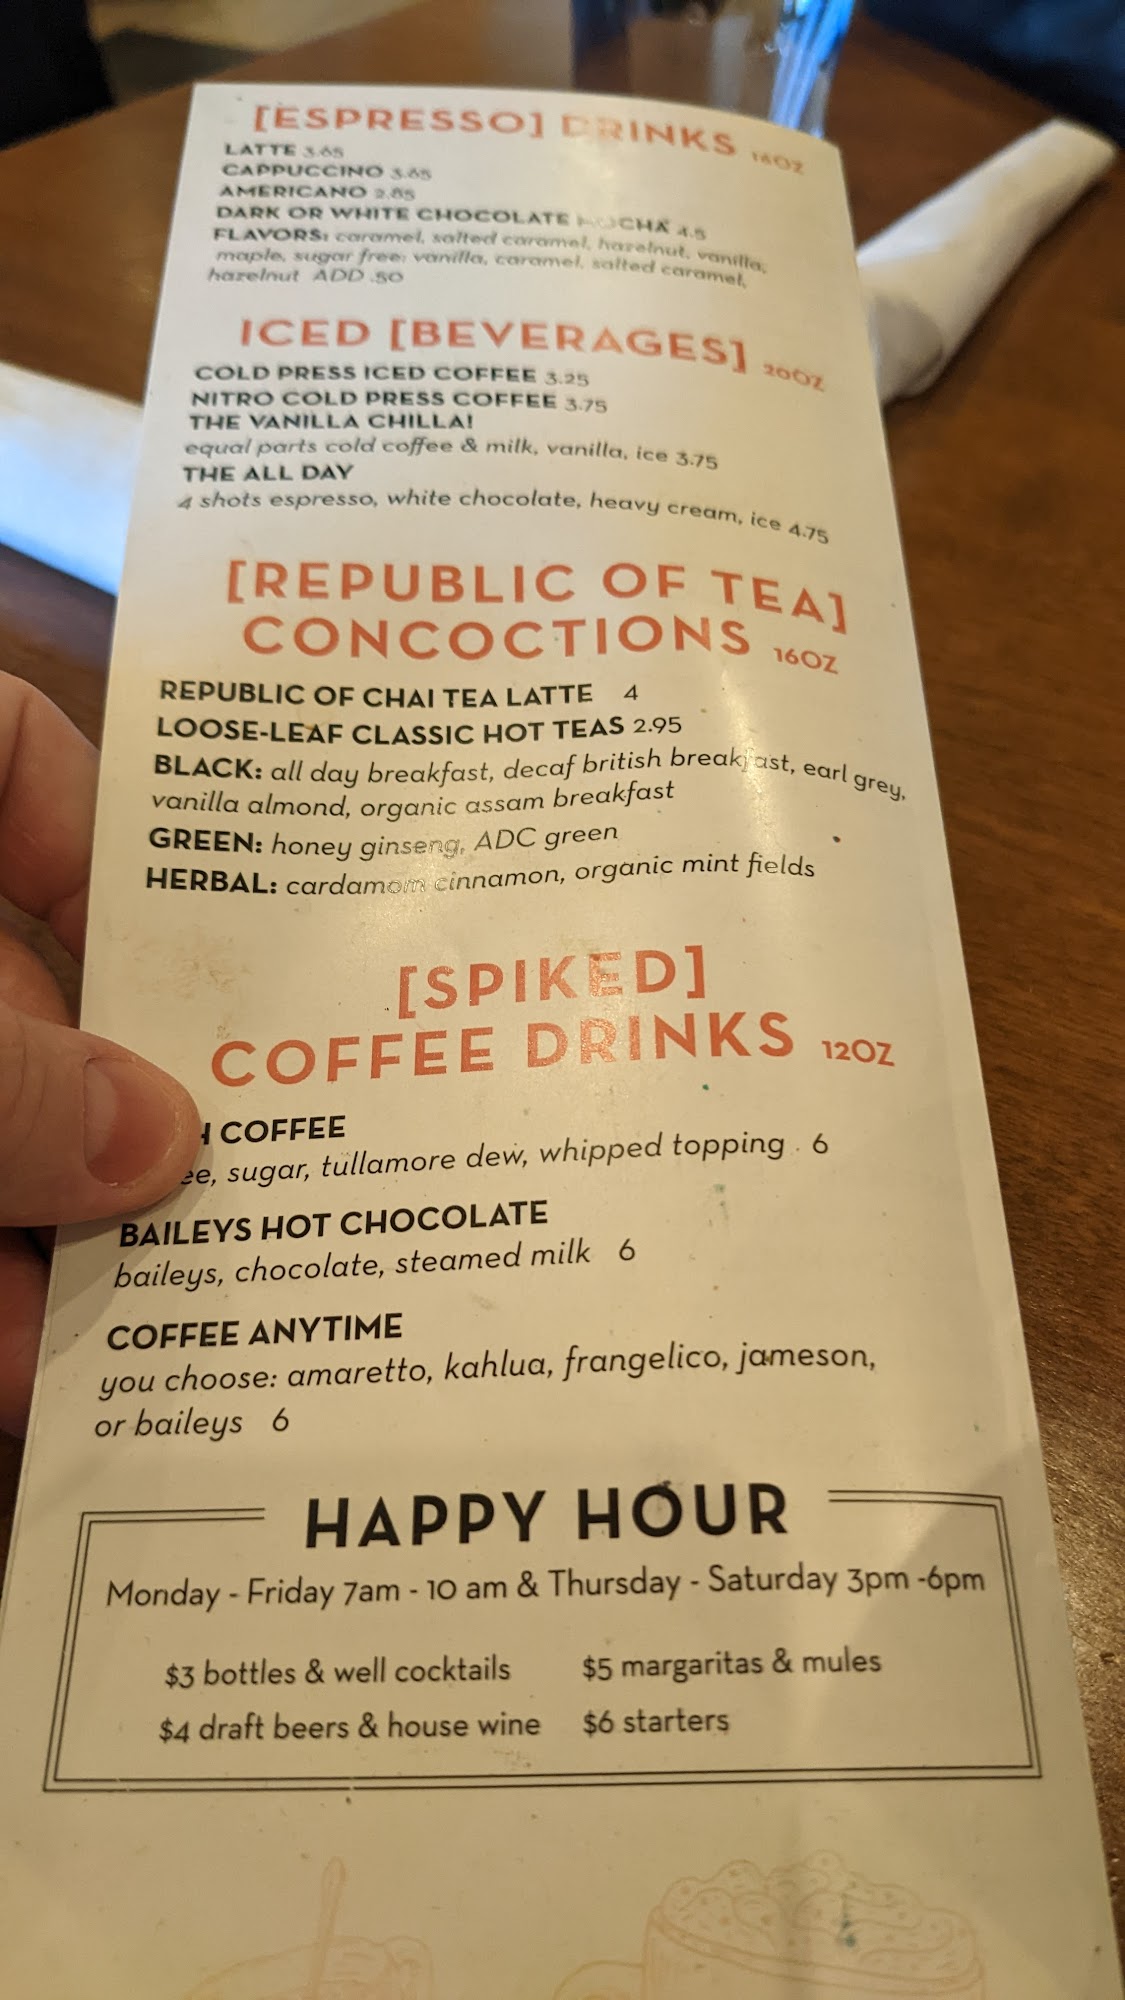 [ESPRESSO] DRINKS 16OZ
LATTE 3.65
CAPPUCCINO 3.65
AMERICANO 2.85
DARK OR WHITE CHOCOLATE MOCHA 4.5
FLAVORS: caramel, salted caramel, hazelnut, vanilla,
maple, sugar free: vanilla, caramel, salted caramel,
hazelnut ADD .50
ICED [BEVERAGES] 20OZ
COLD PRESS ICED COFFEE 3.25
NITRO COLD PRESS COFFEE 3.75
THE VANILLA CHILLA!
equal parts cold coffee & milk, vanilla, ice 3.75
THE ALL DAY
4 shots espresso, white chocolate, heavy cream, ice 4.75
[REPUBLIC OF TEA]
CONCOCTIONS 16OZ
REPUBLIC OF CHAI TEA LATTE 4
LOOSE-LEAF CLASSIC HOT TEAS 2.95
BLACK: all day breakfast, decaf british breakfast, earl grey,
vanilla almond, organic assam breakfast
GREEN: honey ginseng, ADC green
HERBAL: cardamom cinnamon, organic mint fields
[SPIKED]
COFFEE DRINKS 12OZ
COFFEE
sugar, tullamore dew, whipped topping . 6
BAILEYS HOT CHOCOLATE
baileys, chocolate, steamed milk 6
COFFEE ANYTIME
you choose: amaretto, kahlua, frangelico, jameson,
or baileys 6
HAPPY HOUR
Monday - Friday 7am - 10 am & Thursday - Saturday 3pm -6pm
$3 bottles & well cocktails $5 margaritas & mules
$4 draft beers & house wine $6 starters